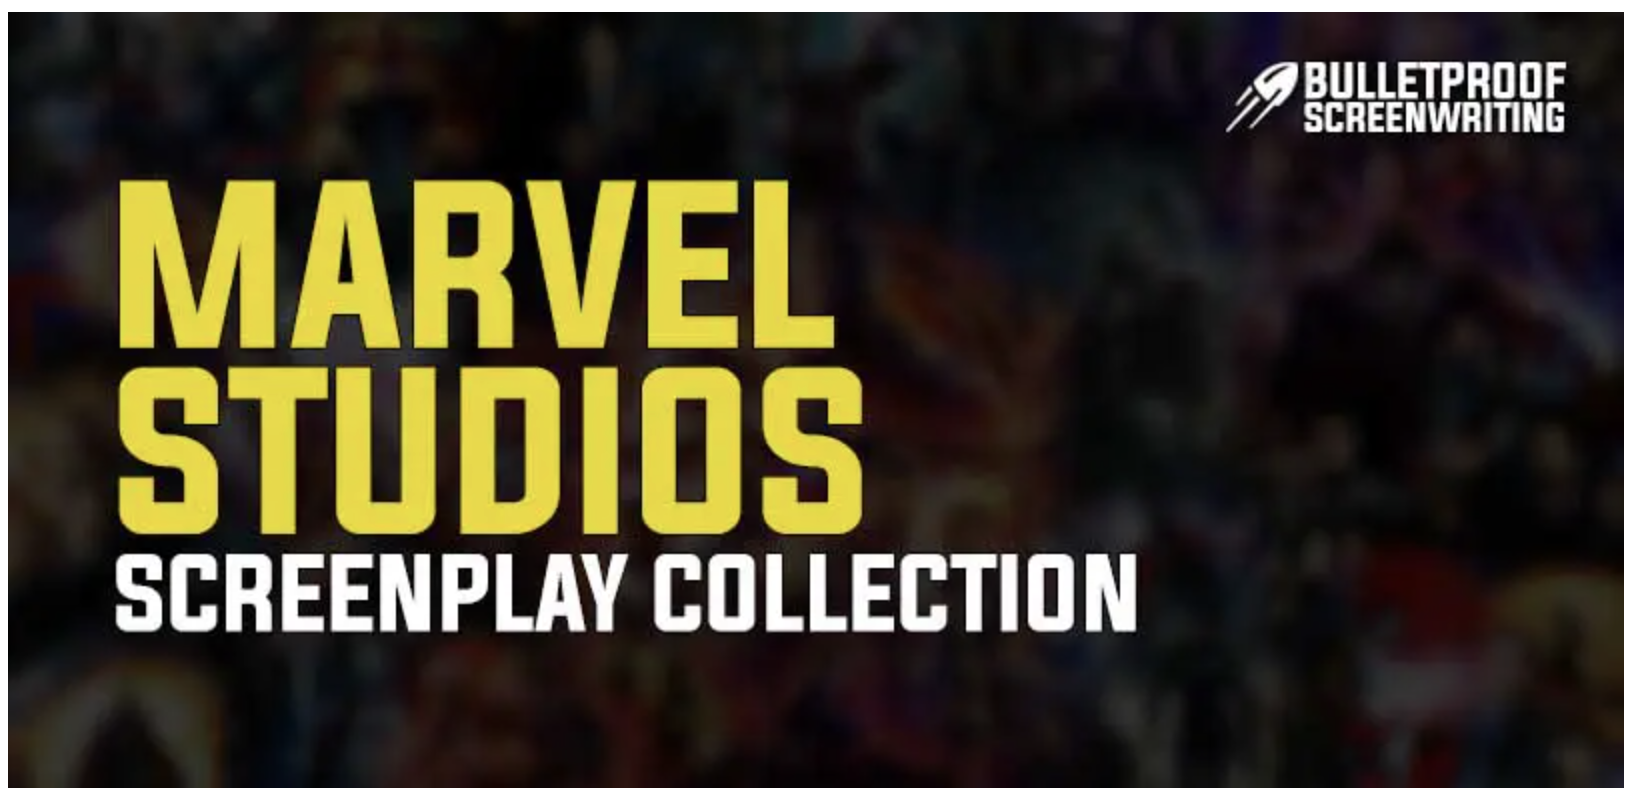 BULLETPROOF
SCREENWRITING
MARVEL
STUDIOS
SCREENPLAY COLLECTION